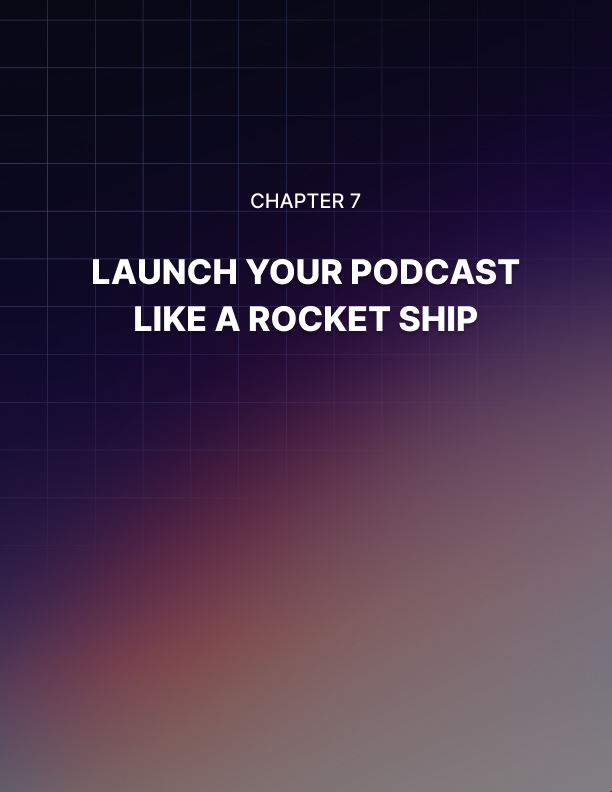 CHAPTER 7
LAUNCH YOUR PODCAST
LIKE A ROCKET SHIP